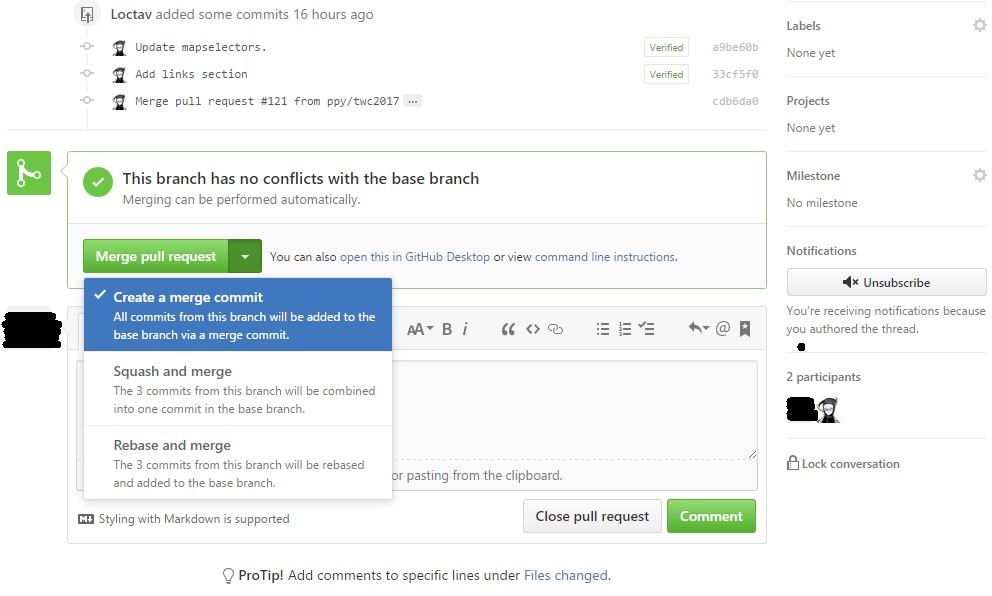 Loctav added some commits 16 hours ago
Update mapselectors. Verified a9be60b
Add links section Verified 33cf5f0
Merge pull request #121 from ppy/twc2017 ... cdb6da0
This branch has no conflicts with the base branch
Merging can be performed automatically.
Merge pull request You can also open this in GitHub Desktop or view command line instructions.
Create a merge commit
All commits from this branch will be added to the
base branch via a merge commit.
AA B i
Squash and merge
The 3 commits from this branch will be combined
into one commit in the base branch.
Rebase and merge
The 3 commits from this branch will be rebased
and added to the base branch.
or pasting from the clipboard.
Styling with Markdown is supported
Close pull request Comment
ProTip! Add comments to specific lines under Files changed.
Labels
None yet
Projects
None yet
Milestone
No milestone
Notifications
Unsubscribe
You're receiving notifications because
you authored the thread.
2 participants
Lock conversation